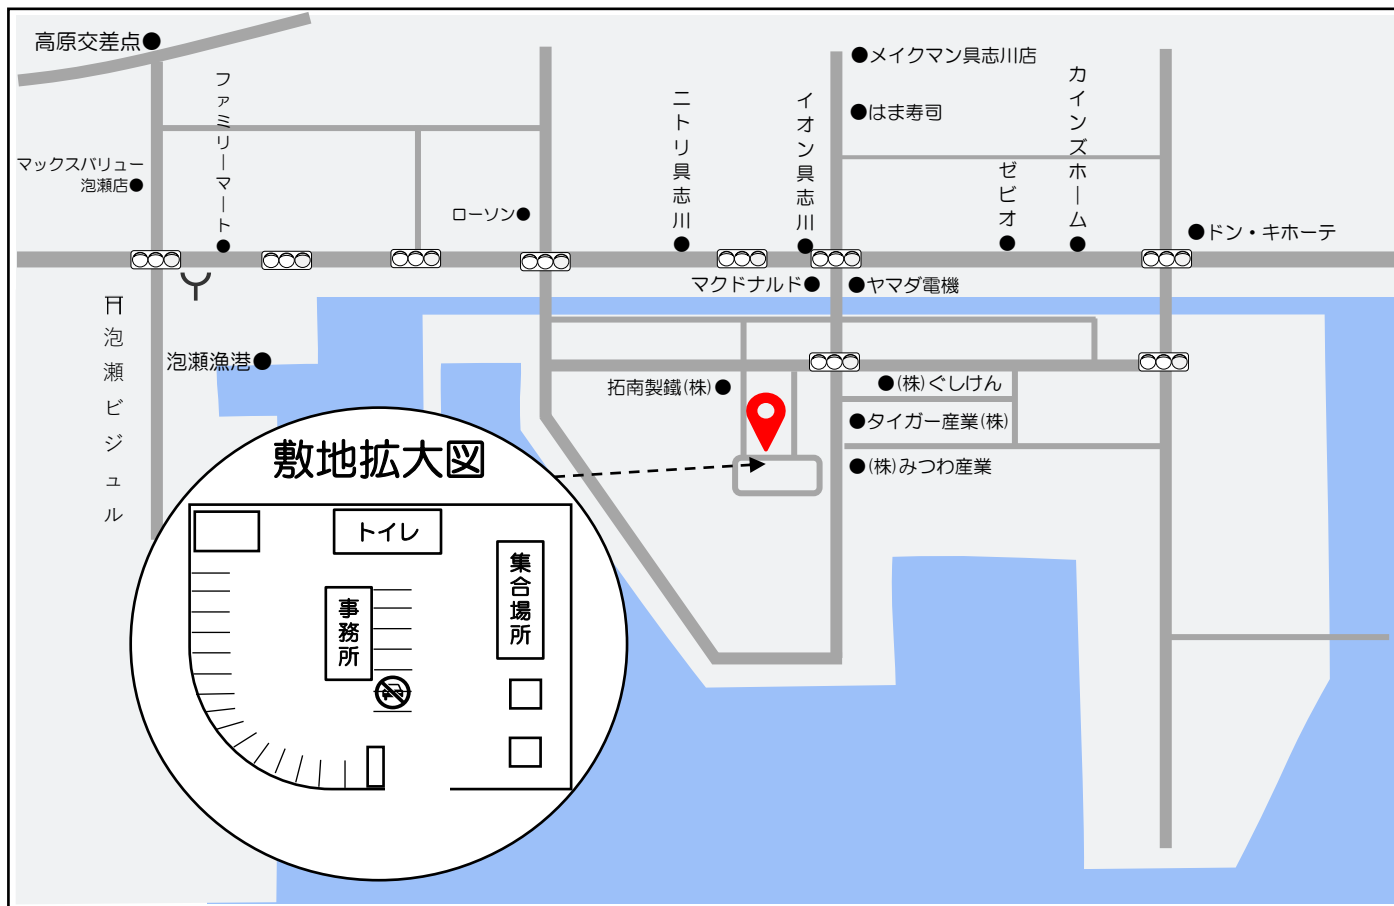 高原交差点
ファミリーマート
マックスバリュー
泡瀬店
ローソン
ニトリ具志川
イオン具志川
メイクマン具志川店
はま寿司
カインズホーム
ゼビオ
ドン・キホーテ
マクドナルド
ヤマダ電機
泡瀬ビジュル
泡瀬漁港
拓南製鐵(株)
(株)ぐしけん
タイガー産業(株)
(株)みつわ産業
敷地拡大図
トイレ
集合場所
事務所